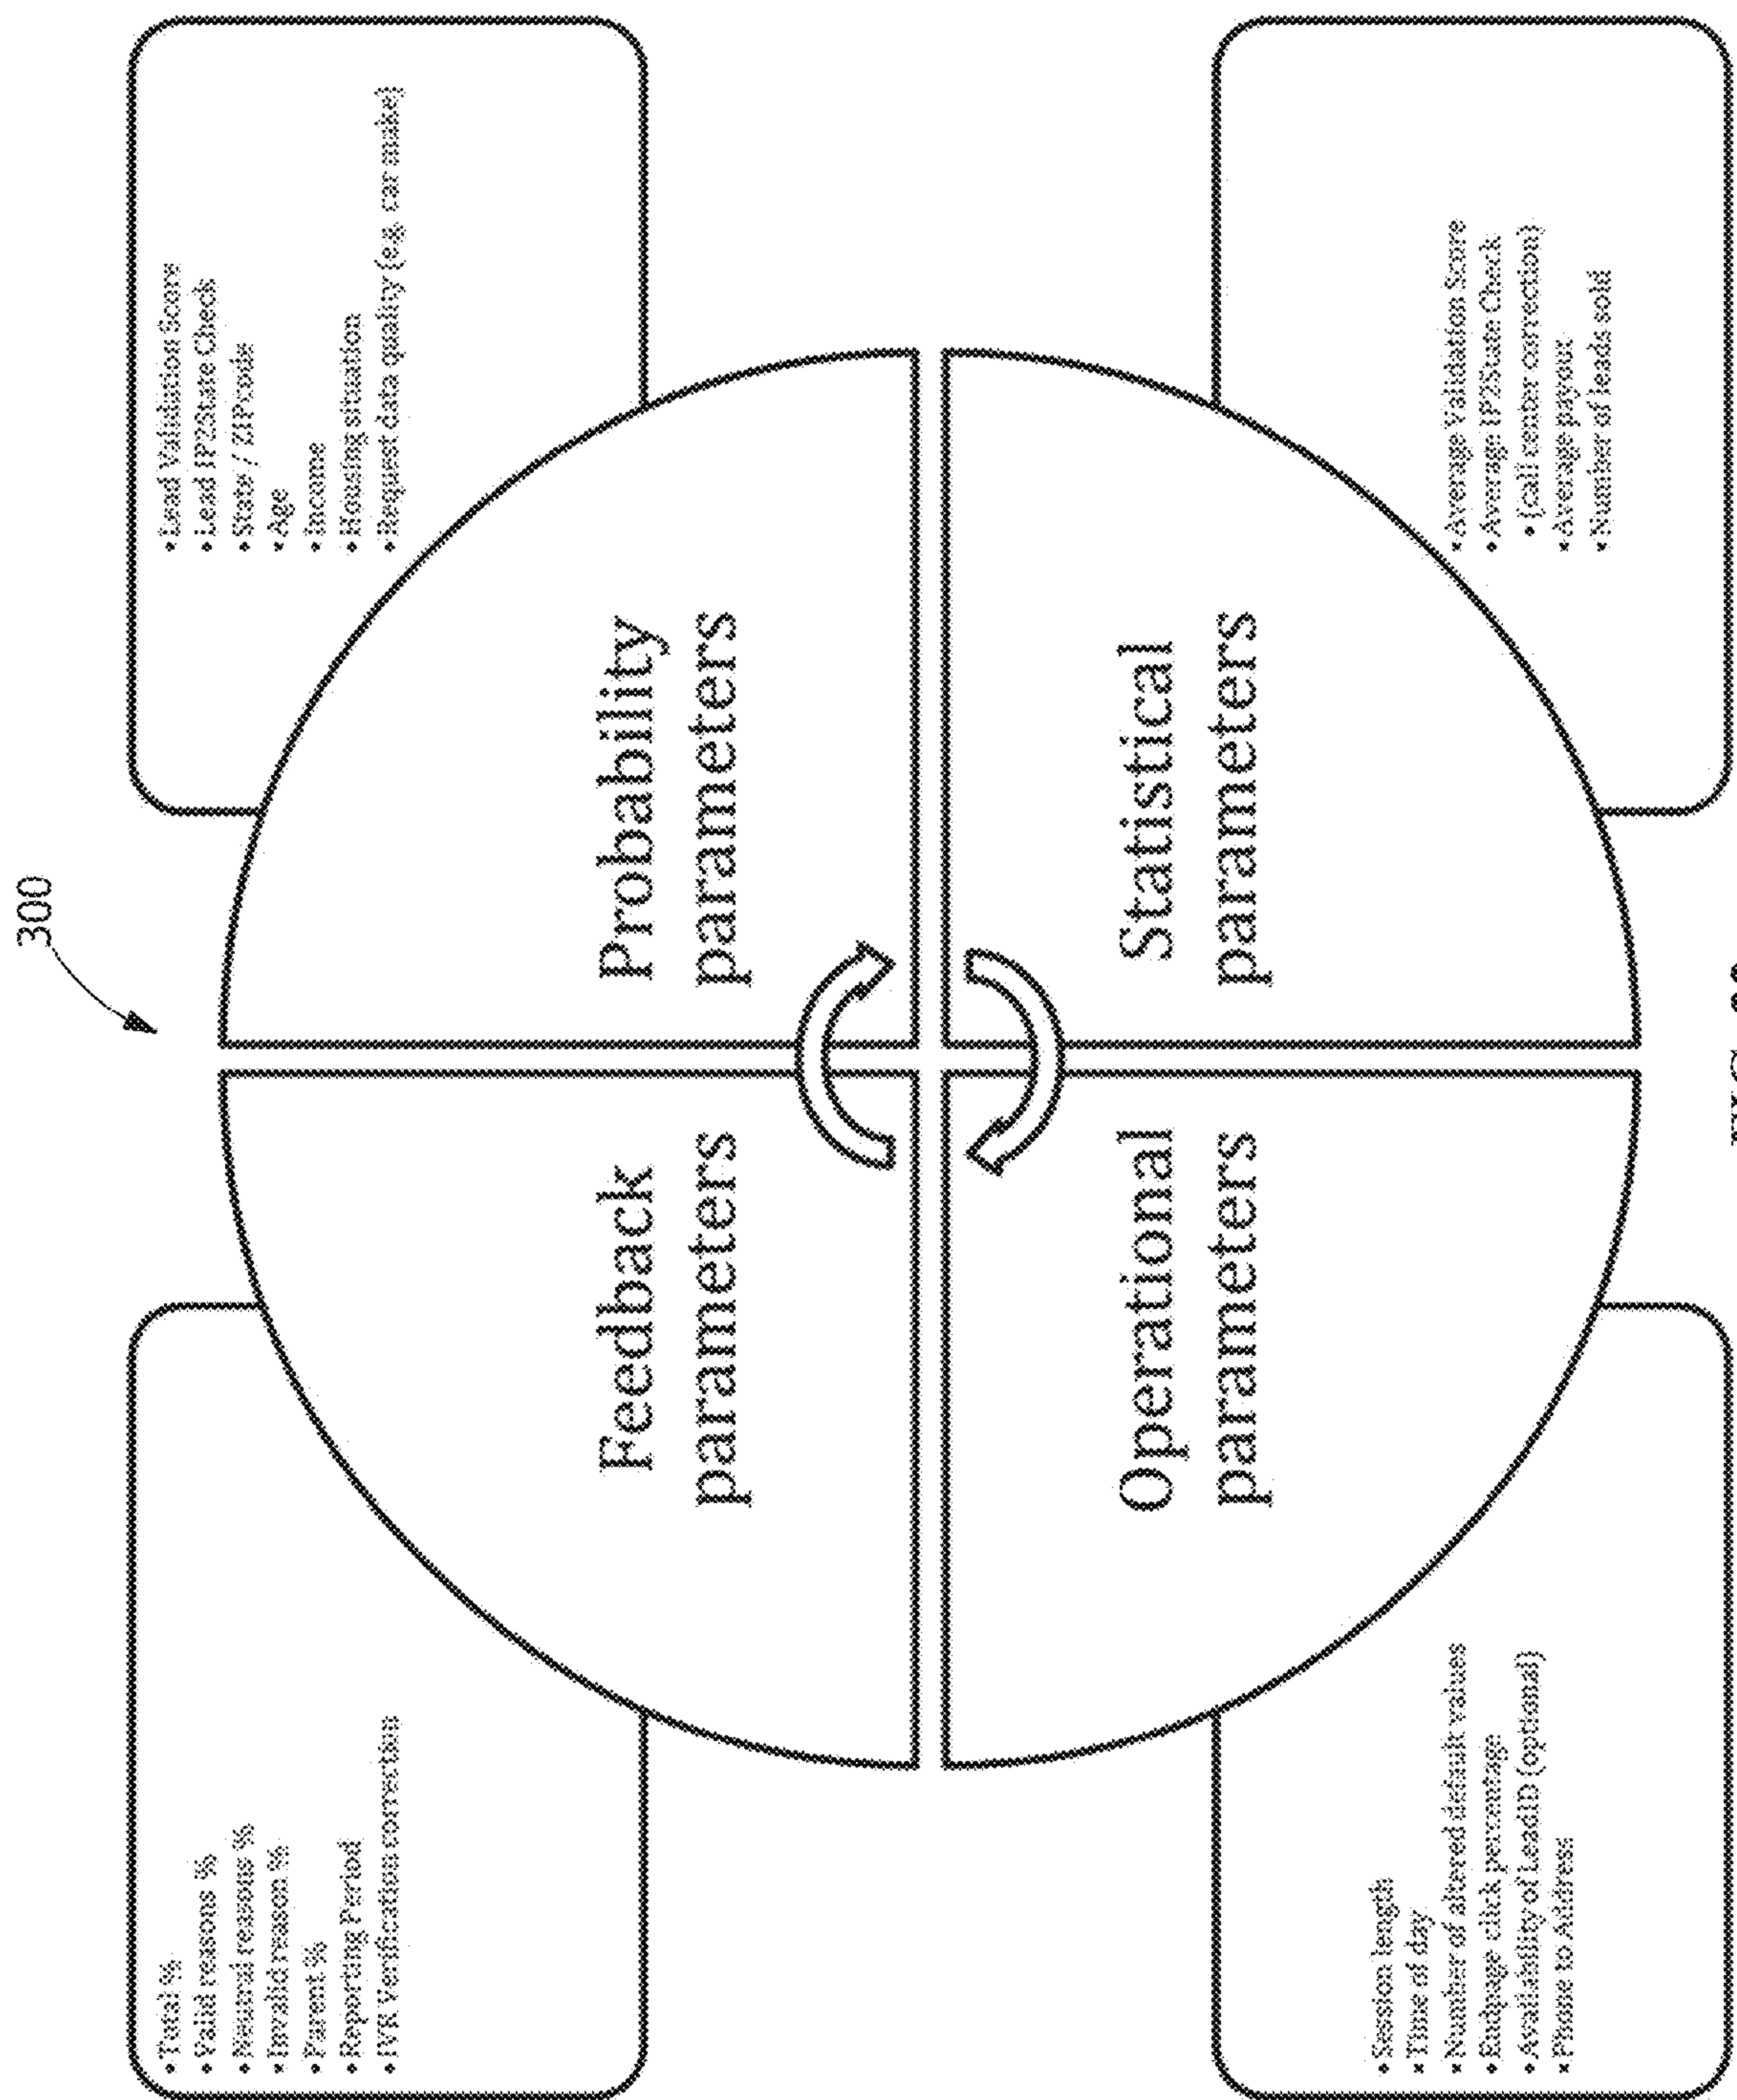 300
• Total %
• Valid reasons %
• Neutral reasons %
• Invalid reason %
• Parent %
• Reporting Period
• IVR Verification correction
• Lead Validation Score
• Lead IP2State Check
• State / ZIPcode
• Age
• Income
• Housing situation
• Request data quality (e.g. car make)
Feedback
parameters
Probability
parameters
Operational
parameters
Statistical
parameters
• Session length
• Time of day
• Number of altered default values
• Endpage click percentage
• Availability of LeadID (optional)
• Phone to Address
• Average Validation Score
• Average IP2State Check
• (call center correction)
• Average payout
• Number of leads sold